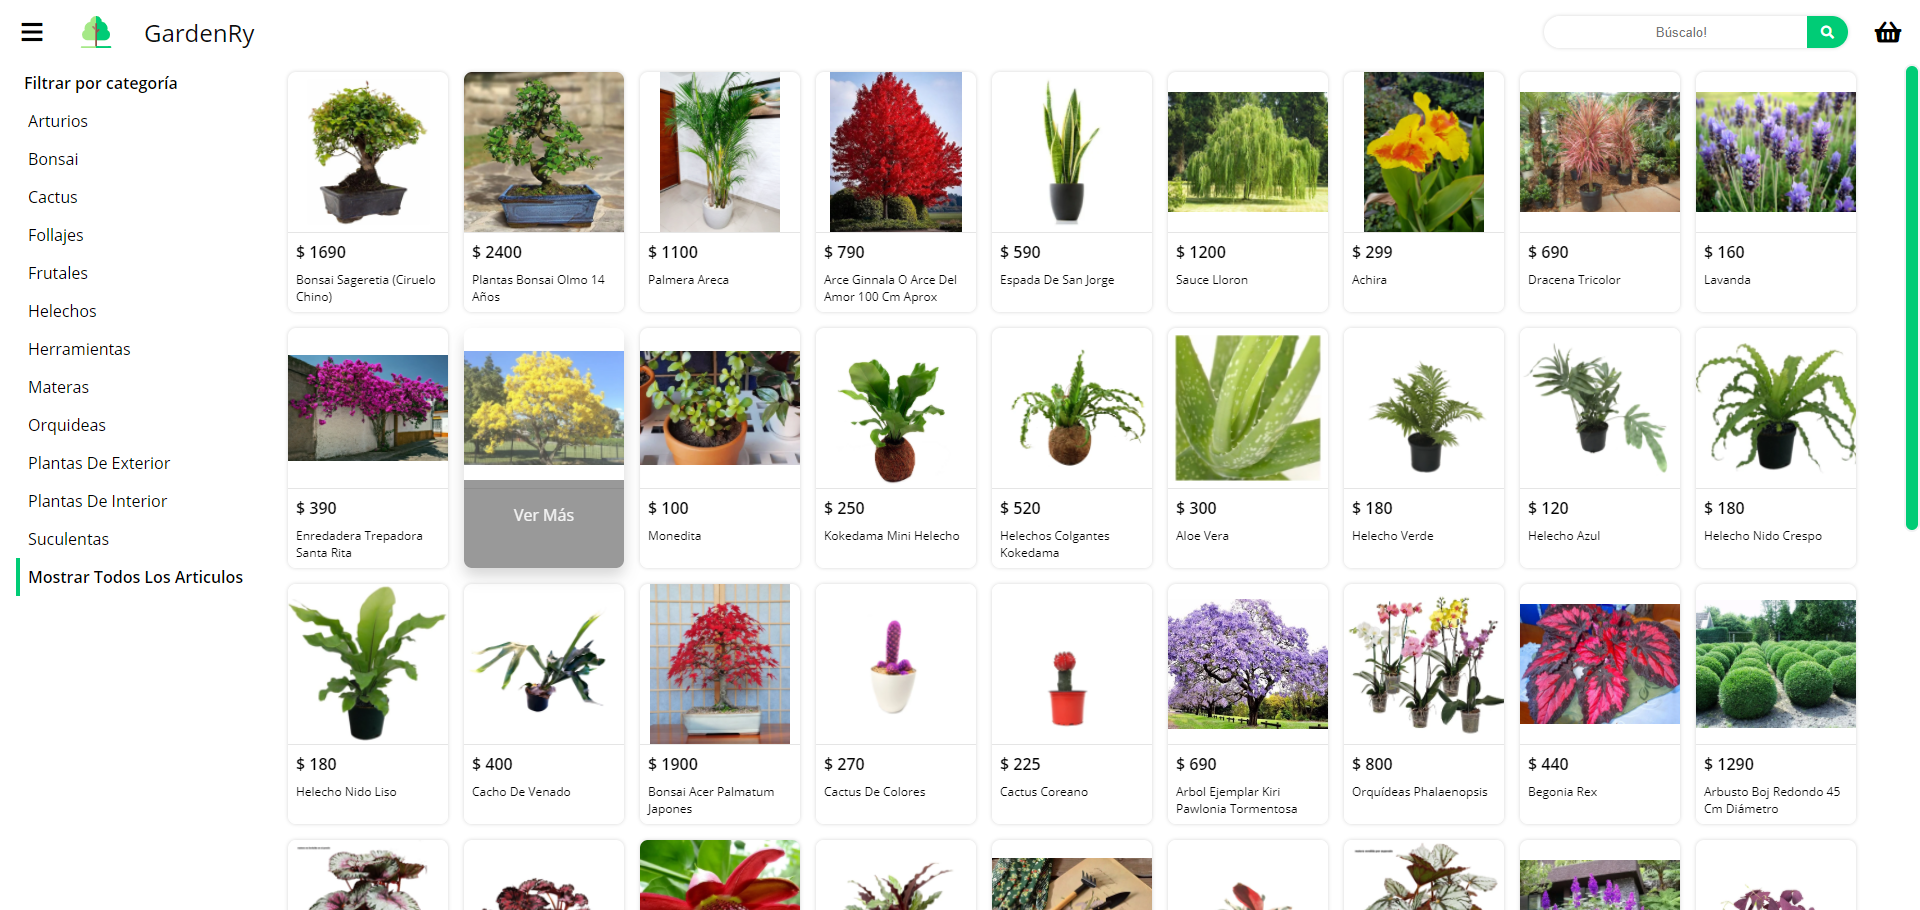 GardenRy
Búscalo!
Filtrar por categoría
Arturios
Bonsai
Cactus
Follajes
Frutales
Helechos
Herramientas
Materas
Orquideas
Plantas De Exterior
Plantas De Interior
Suculentas
Mostrar Todos Los Articulos
$ 1690
Bonsai Sageretia (Ciruelo
Chino)
$ 2400
Plantas Bonsai Olmo 14
Años
$ 1100
Palmera Areca
$ 790
Arce Ginnala O Arce Del
Amor 100 Cm Aprox
$ 590
Espada De San Jorge
$ 1200
Sauce Lloron
$ 299
Achira
$ 690
Dracena Tricolor
$ 160
Lavanda
$ 390
Enredadera Trepadora
Santa Rita
Ver Más
$ 100
Monedita
$ 250
Kokedama Mini Helecho
$ 520
Helechos Colgantes
Kokedama
$ 300
Aloe Vera
$ 180
Helecho Verde
$ 120
Helecho Azul
$ 180
Helecho Nido Crespo
$ 180
Helecho Nido Liso
$ 400
Cacho De Venado
$ 1900
Bonsai Acer Palmatum
Japones
$ 270
Cactus De Colores
$ 225
Cactus Coreano
$ 690
Arbol Ejemplar Kiri
Pawlonia Tormentosa
$ 800
Orquídeas Phalaenopsis
$ 440
Begonia Rex
$ 1290
Arbusto Boj Redondo 45
Cm Diámetro